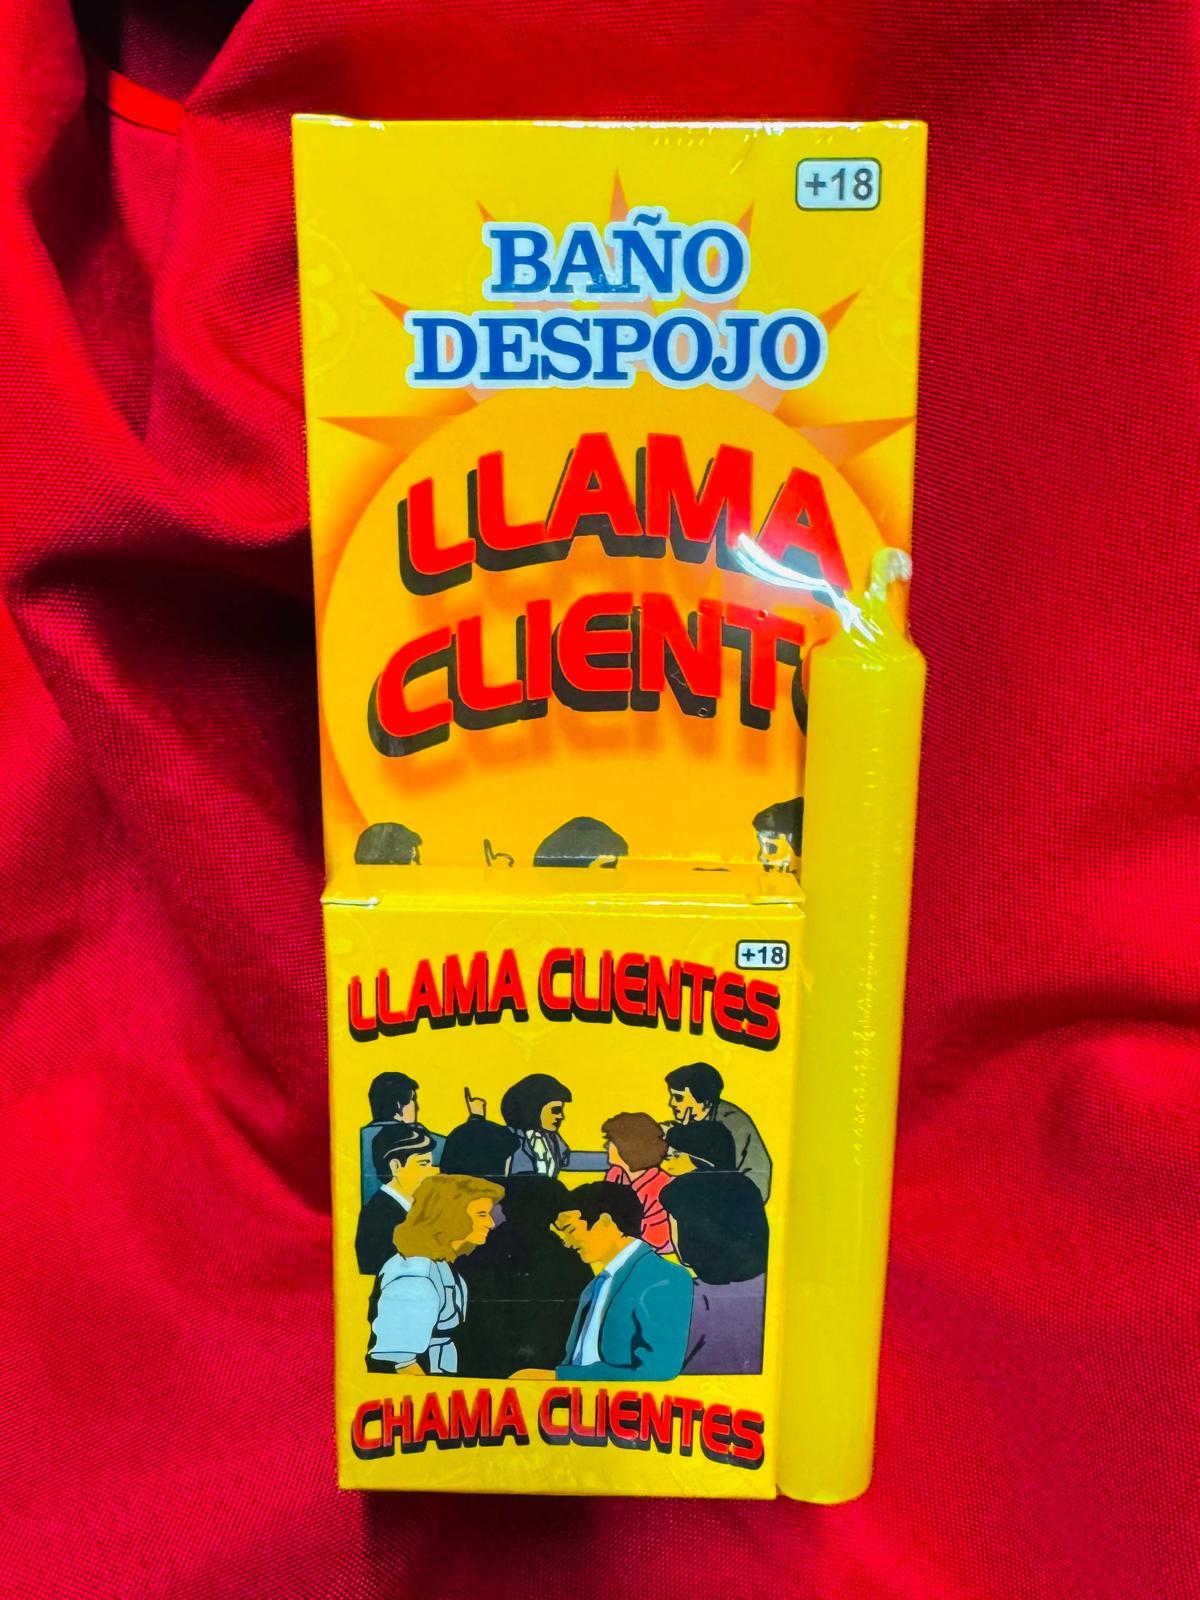 +18
BAÑO
DESPOJO
LLAMA
+18
LLAMA CLIENTES
CHAMA CLIENTES